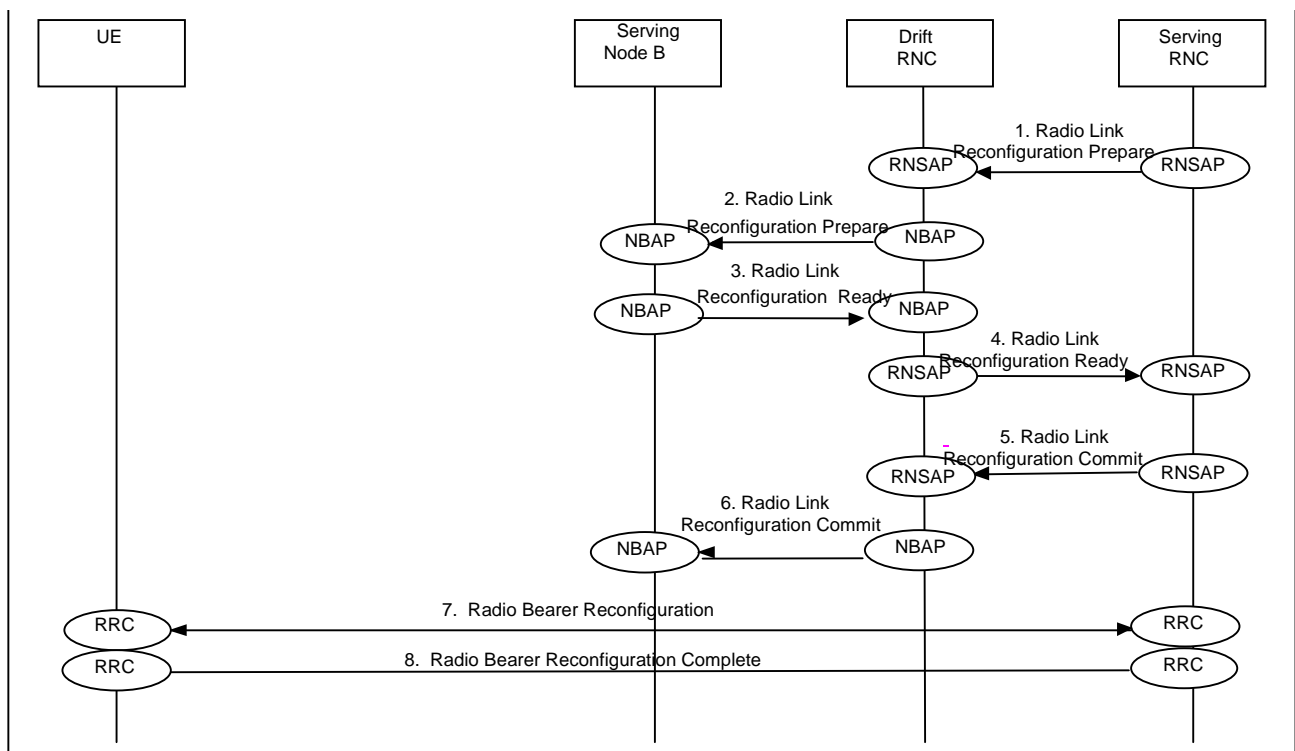 UE
Serving
Node B
Drift
RNC
Serving
RNC
1. Radio Link
Reconfiguration Prepare
RNSAP
RNSAP
2. Radio Link
Reconfiguration Prepare
NBAP
NBAP
3. Radio Link
Reconfiguration Ready
NBAP
NBAP
4. Radio Link
Reconfiguration Ready
RNSAP
RNSAP
5. Radio Link
Reconfiguration Commit
RNSAP
RNSAP
6. Radio Link
Reconfiguration Commit
NBAP
NBAP
7. Radio Bearer Reconfiguration
RRC
RRC
8. Radio Bearer Reconfiguration Complete
RRC
RRC